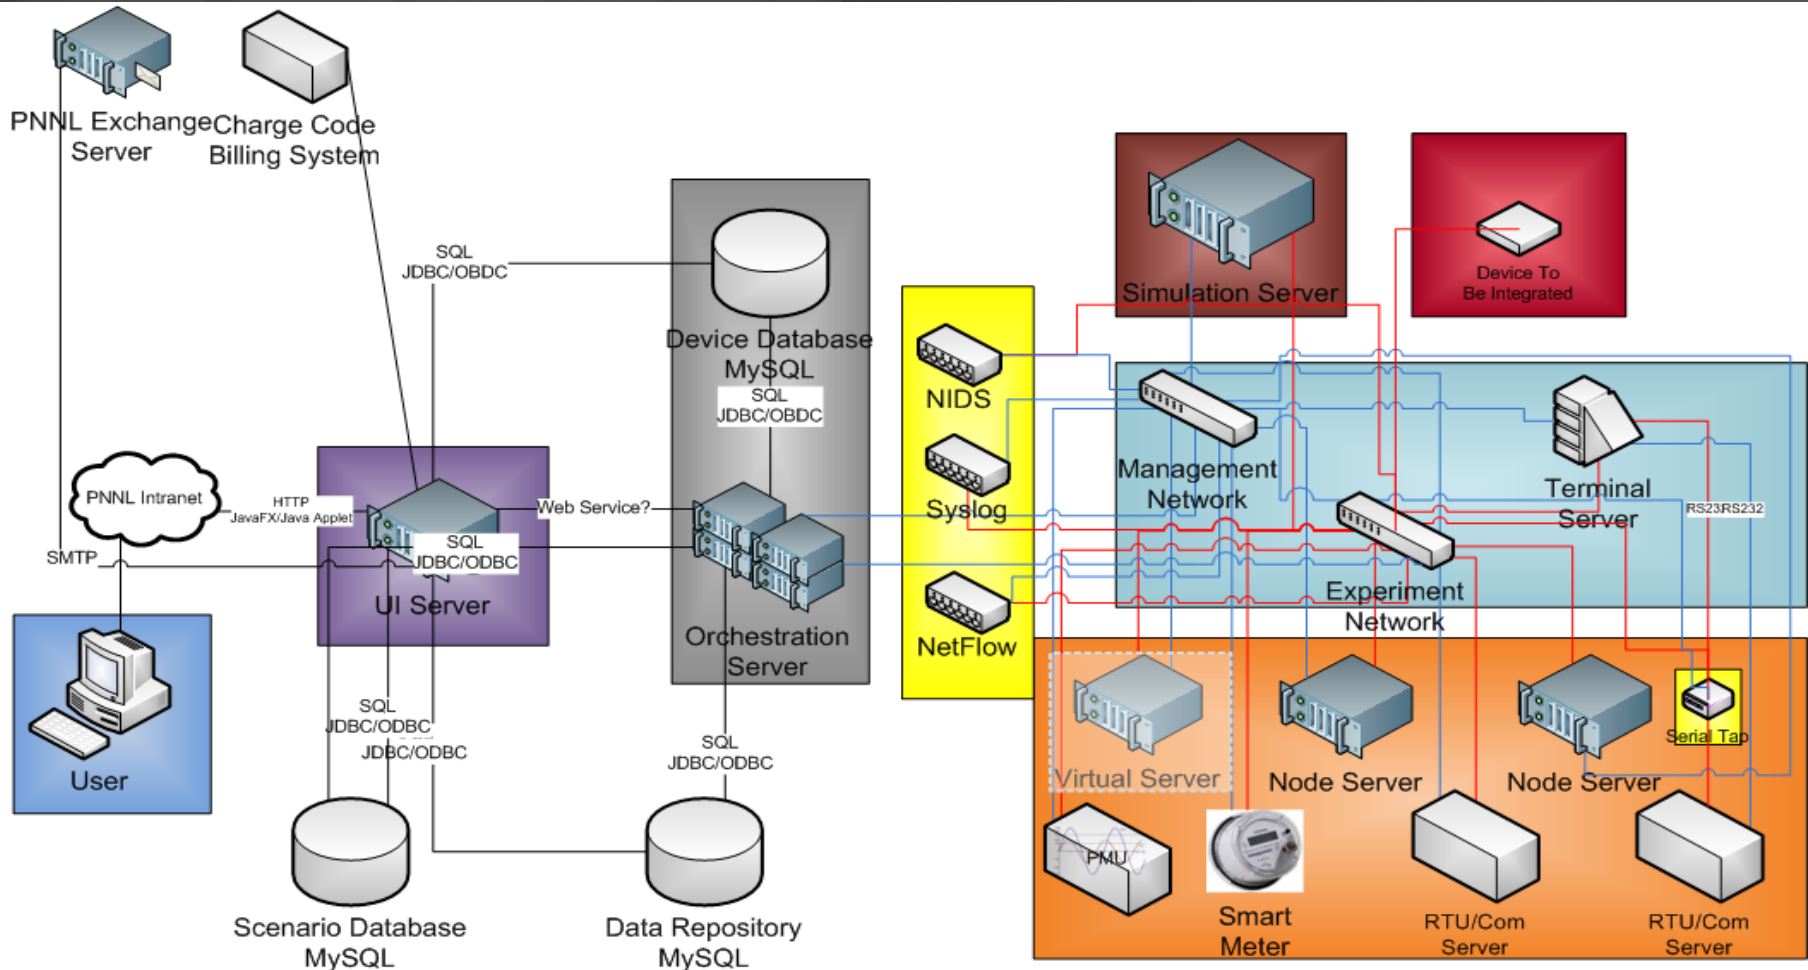 PNNL Exchange
Server
Charge Code
Billing System
SQL
JDBC/OBDC
Device Database
MySQL
SQL
JDBC/OBDC
Simulation Server
Device To
Be Integrated
NIDS
Syslog
NetFlow
Management
Network
Terminal
Server
RS23RS232
Experiment
Network
PNNL Intranet
HTTP
JavaFX/Java Applet
Web Service?
SMTP
SQL
JDBC/ODBC
UI Server
Orchestration
Server
User
SQL
JDBC/ODBC
JDBC/ODBC
SQL
JDBC/ODBC
Virtual Server
Node Server
Node Server
Serial Tap
PMU
Smart
Meter
RTU/Com
Server
RTU/Com
Server
Scenario Database
MySQL
Data Repository
MySQL